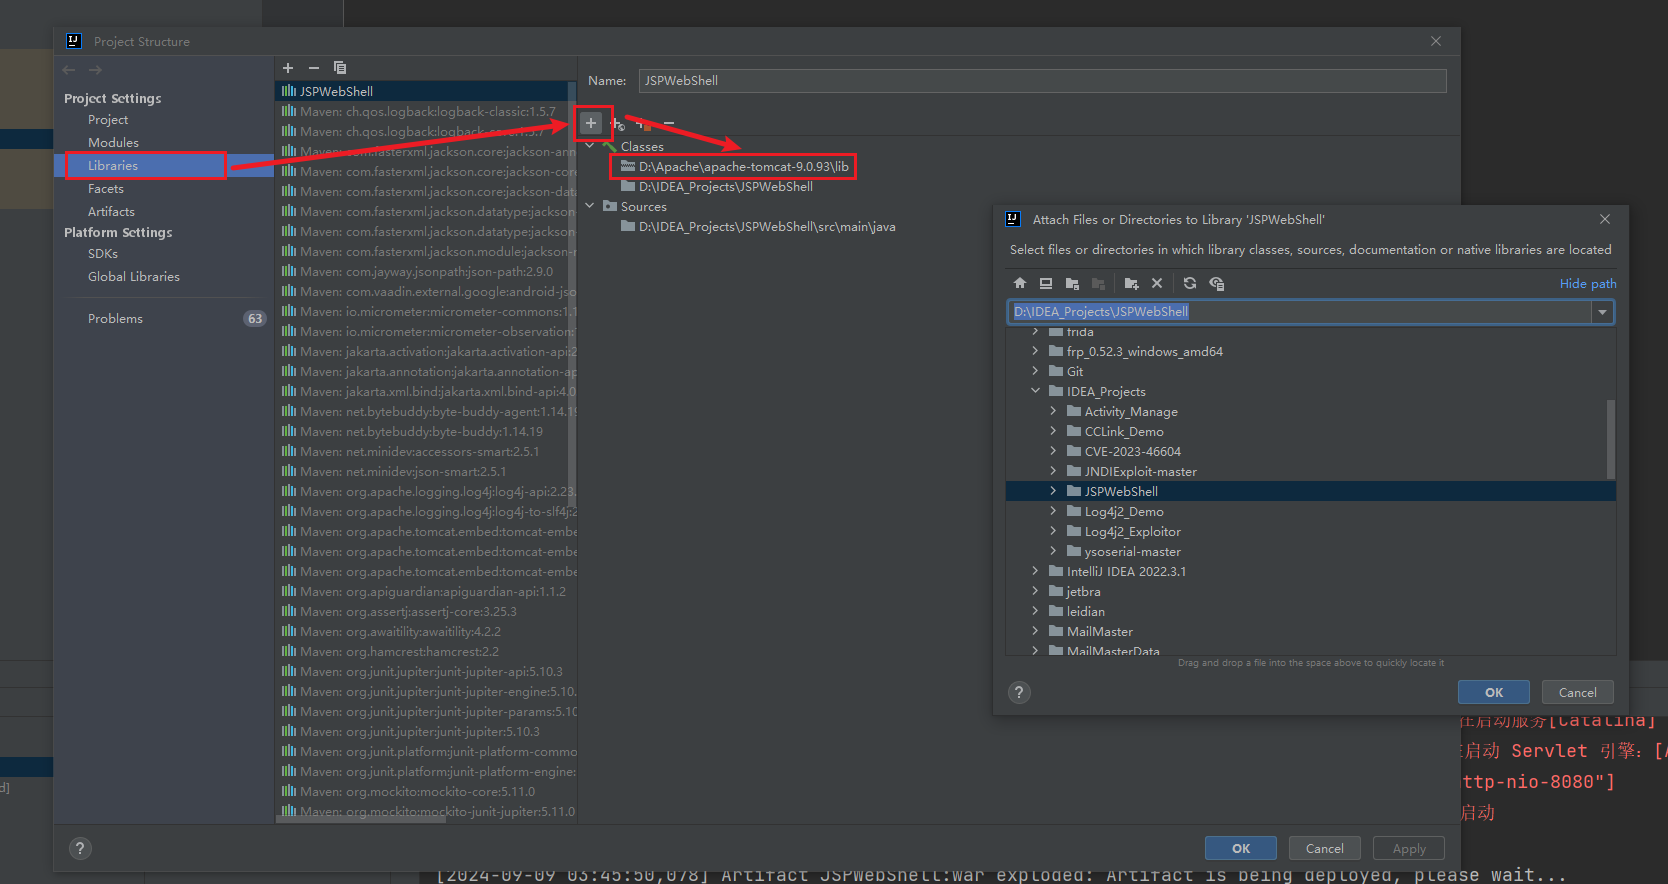 Project Structure
Project Settings
Project
Modules
Libraries
Facets
Artifacts
Platform Settings
SDKs
Global Libraries
Problems
63
JSPWebShell
Maven: ch.qos.logback:logback-classic:1.5.7
Maven: ch.qos.logback:logback-core:1.5.7
Maven: com.fasterxml.jackson.core:jackson-ann
Maven: com.fasterxml.jackson.core:jackson-cor
Maven: com.fasterxml.jackson.core:jackson-dat
Maven: com.fasterxml.jackson.datatype:jackson-
Maven: com.fasterxml.jackson.datatype:jackson-
Maven: com.fasterxml.jackson.module:jackson-r
Maven: com.jayway.jsonpath:json-path:2.9.0
Maven: com.vaadin.external.google:android-jso
Maven: io.micrometer:micrometer-commons:1.1
Maven: io.micrometer:micrometer-observation:1
Maven: jakarta.activation:jakarta.activation-api:2
Maven: jakarta.annotation:jakarta.annotation-ap
Maven: jakarta.xml.bind:jakarta.xml.bind-api:4.0
Maven: net.bytebuddy:byte-buddy-agent:1.14.19
Maven: net.bytebuddy:byte-buddy:1.14.19
Maven: net.minidev:accessors-smart:2.5.1
Maven: net.minidev:json-smart:2.5.1
Maven: org.apache.logging.log4j:log4j-api:2.23.
Maven: org.apache.logging.log4j:log4j-to-slf4j:2
Maven: org.apache.tomcat.embed:tomcat-embe
Maven: org.apache.tomcat.embed:tomcat-embe
Maven: org.apache.tomcat.embed:tomcat-embe
Maven: org.apiguardian:apiguardian-api:1.1.2
Maven: org.assertj:assertj-core:3.25.3
Maven: org.awaitility:awaitility:4.2.2
Maven: org.hamcrest:hamcrest:2.2
Maven: org.junit.jupiter:junit-jupiter-api:5.10.3
Maven: org.junit.jupiter:junit-jupiter-engine:5.10.
Maven: org.junit.jupiter:junit-jupiter-params:5.10
Maven: org.junit.jupiter:junit-jupiter:5.10.3
Maven: org.junit.platform:junit-platform-commo
Maven: org.junit.platform:junit-platform-engine:
Maven: org.mockito:mockito-core:5.11.0
Maven: org.mockito:mockito-junit-jupiter:5.11.0
Name: JSPWebShell
Classes
D:\Apache\apache-tomcat-9.0.93\lib
D:\IDEA_Projects\JSPWebShell
Sources
D:\IDEA_Projects\JSPWebShell\src\main\java
Attach Files or Directories to Library 'JSPWebShell'
Select files or directories in which library classes, sources, documentation or native libraries are located
Hide path
D:\IDEA_Projects\JSPWebShell
frida
frp_0.52.3_windows_amd64
Git
IDEA_Projects
Activity_Manage
CCLink_Demo
CVE-2023-46604
JNDIExploit-master
JSPWebShell
Log4j2_Demo
Log4j2_Exploitor
ysoserial-master
IntelliJ IDEA 2022.3.1
jetbra
leidian
MailMaster
MailMasterData
Drag and drop a file into the space above to quickly locate it
?
OK
Cancel
在启动服务[Catalina]
启动 Servlet 引擎: [A
ttp-nio-8080"]
启动
d]
?
OK
Cancel
Apply
[2024-09-09 03:45:50,078] Artifact JSPWebShell:war exploded: Artifact is being deployed, please wait...